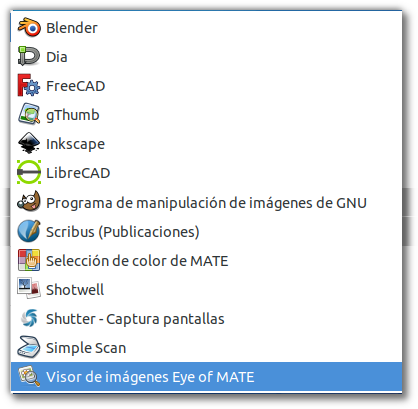 Blender
Dia
FreeCAD
gThumb
Inkscape
LibreCAD
Programa de manipulación de imágenes de GNU
Scribus (Publicaciones)
Selección de color de MATE
Shotwell
Shutter - Captura pantallas
Simple Scan
Visor de imágenes Eye of MATE